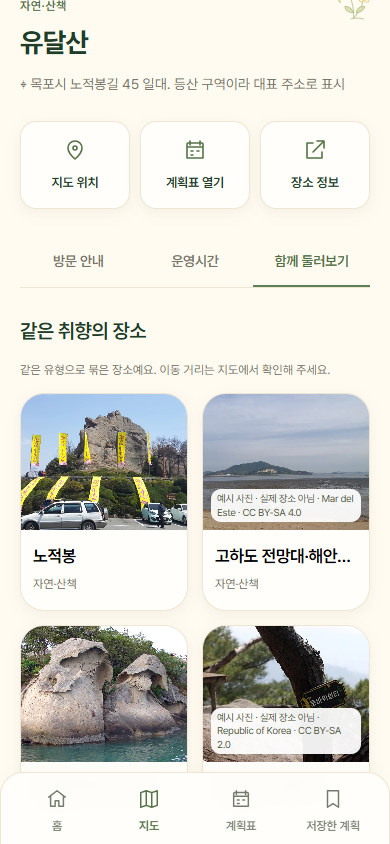 자연·산책
유달산
목포시 노적봉길 45 일대. 등산 구역이라 대표 주소로 표시
지도 위치
계획표 열기
장소 정보
방문 안내
운영시간
함께 둘러보기
같은 취향의 장소
같은 유형으로 묶은 장소예요. 이동 거리는 지도에서 확인해 주세요.
예시 사진 · 실제 장소 아님 · Mar del
Este · CC BY-SA 4.0
노적봉
고하도 전망대·해안...
자연·산책
자연·산책
예시 사진 · 실제 장소 아님 ·
Republic of Korea · CC BY-SA
2.0
홈
지도
계획표
저장한 계획